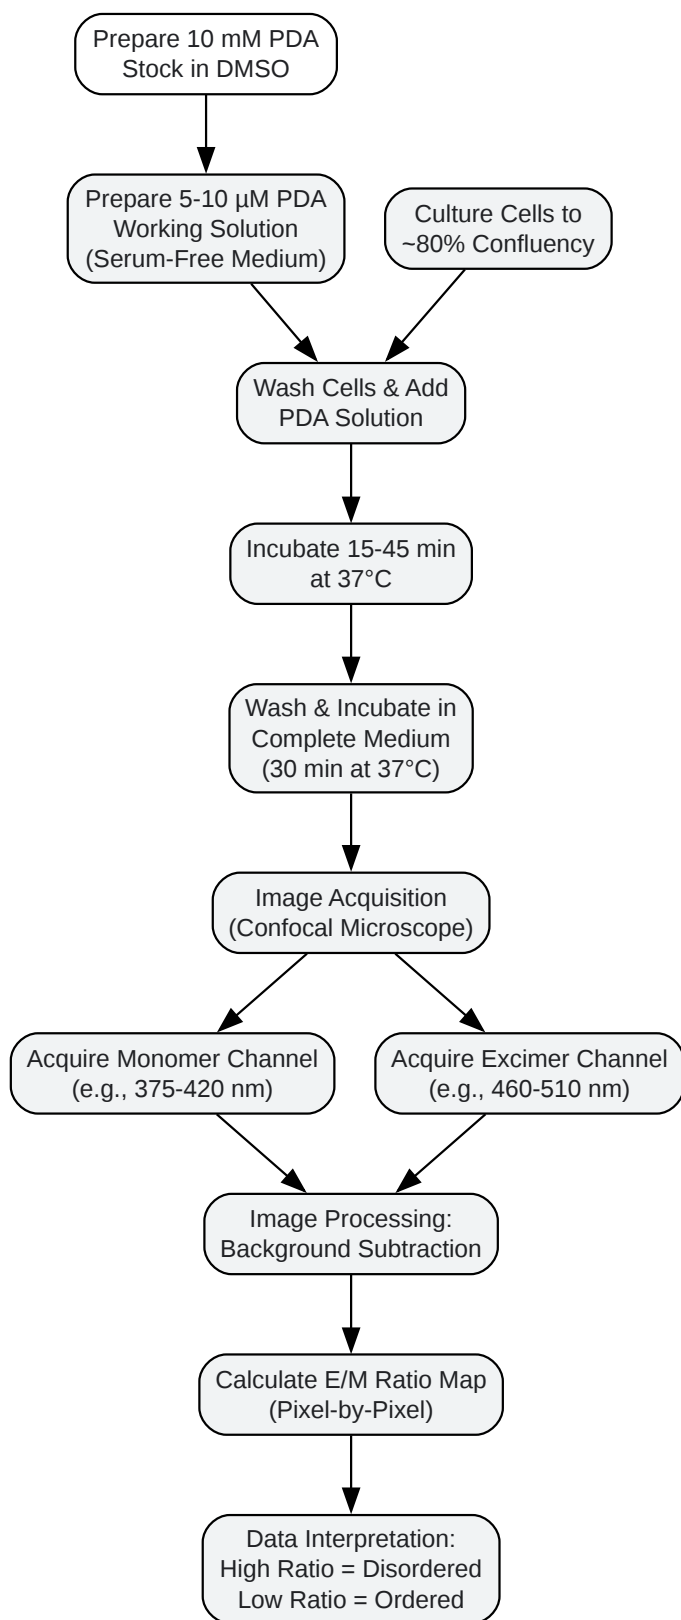 Prepare 10 mM PDA
Stock in DMSO
Prepare 5-10 µM PDA
Working Solution
(Serum-Free Medium)
Culture Cells to
~80% Confluency
Wash Cells & Add
PDA Solution
Incubate 15-45 min
at 37°C
Wash & Incubate in
Complete Medium
(30 min at 37°C)
Image Acquisition
(Confocal Microscope)
Acquire Monomer Channel
(e.g., 375-420 nm)
Acquire Excimer Channel
(e.g., 460-510 nm)
Image Processing:
Background Subtraction
Calculate E/M Ratio Map
(Pixel-by-Pixel)
Data Interpretation:
High Ratio = Disordered
Low Ratio = Ordered